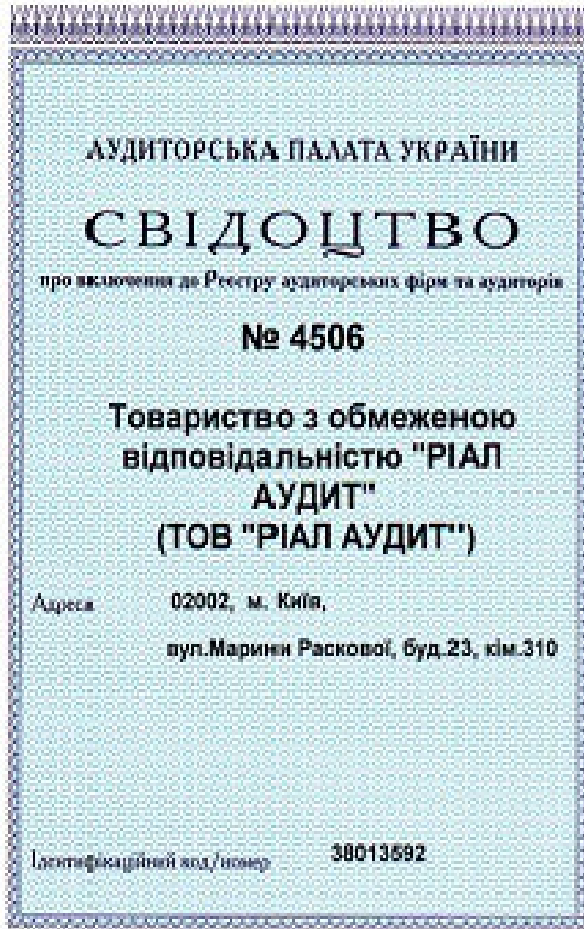 АУДИТОРСЬКА ПАЛАТА УКРАЇНИ
СВІДОЦТВО
про включення до Реєстру аудиторських фірм та аудиторів
№ 4506
Товариство з обмеженою
відповідальністю "РІАЛ
АУДИТ"
(ТОВ "РІАЛ АУДИТ")
Адреса 02002, м. Київ,
вул.Марини Раскової, буд.23, кім.310
Ідентифікаційний код/номер 38013592